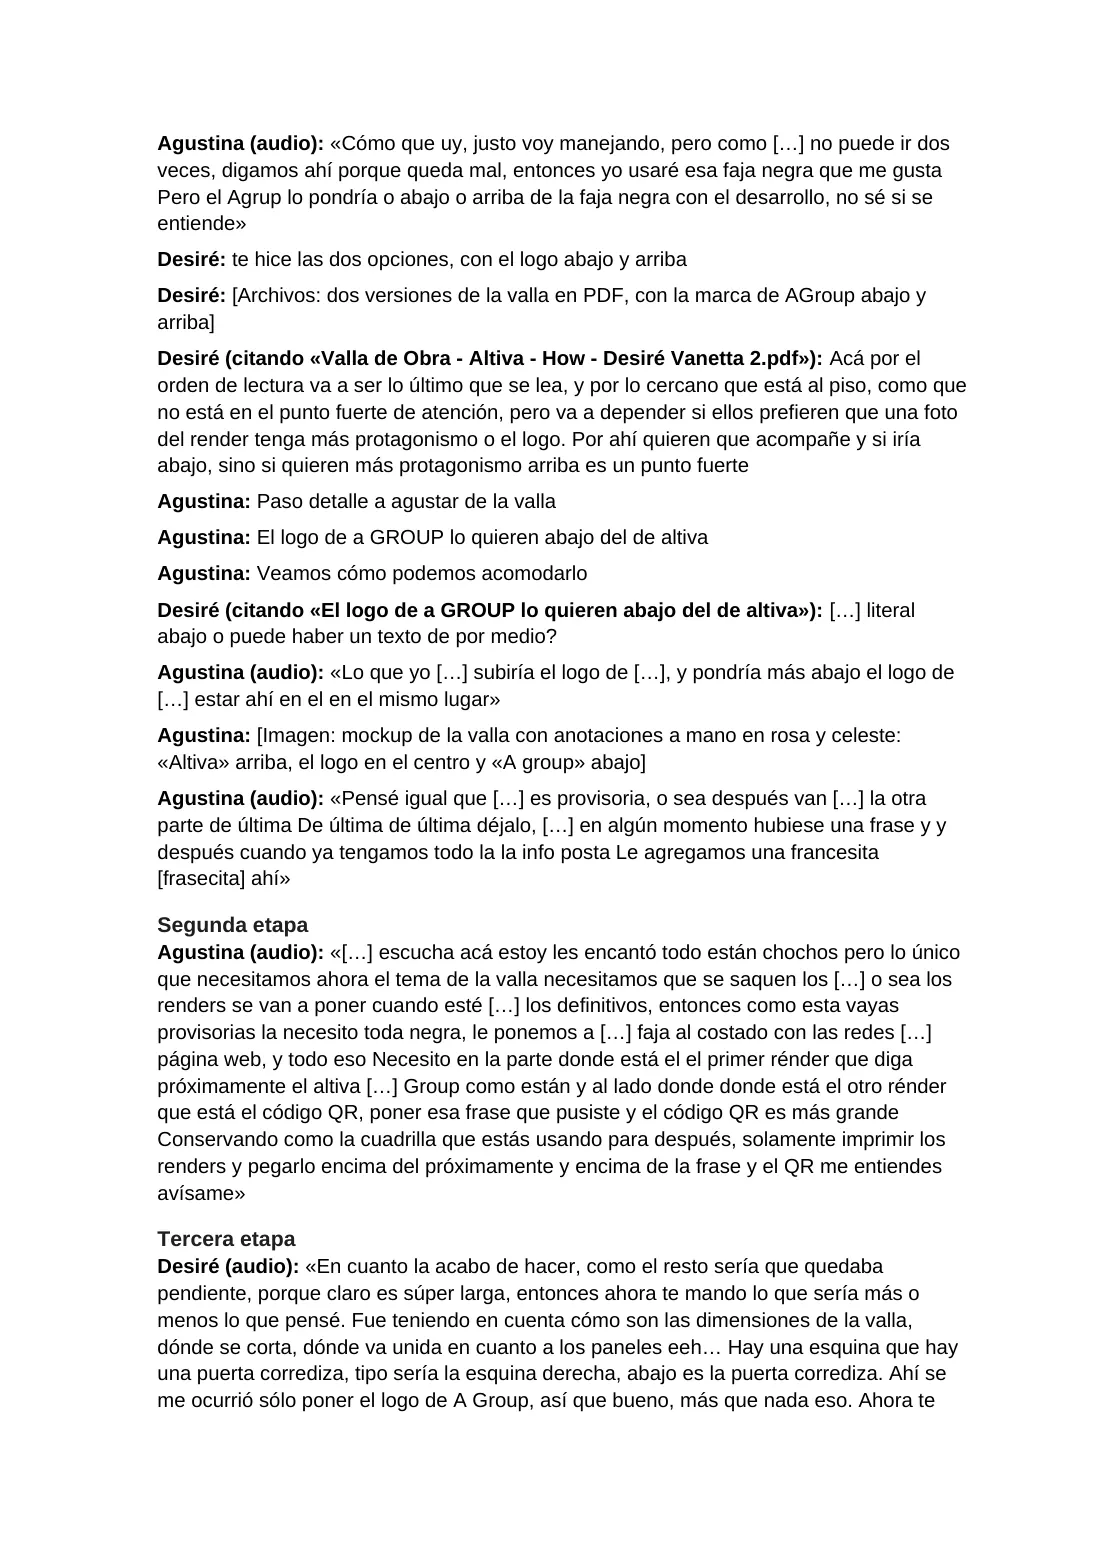 Agustina (audio): «Cómo que uy, justo voy manejando, pero como […] no puede ir dos
veces, digamos ahí porque queda mal, entonces yo usaré esa faja negra que me gusta
Pero el Agrup lo pondría o abajo o arriba de la faja negra con el desarrollo, no sé si se
entiende»
Desiré: te hice las dos opciones, con el logo abajo y arriba
Desiré: [Archivos: dos versiones de la valla en PDF, con la marca de AGroup abajo y
arriba]
Desiré (citando «Valla de Obra - Altiva - How - Desiré Vanetta 2.pdf»): Acá por el
orden de lectura va a ser lo último que se lea, y por lo cercano que está al piso, como que
no está en el punto fuerte de atención, pero va a depender si ellos prefieren que una foto
del render tenga más protagonismo o el logo. Por ahí quieren que acompañe y si iría
abajo, sino si quieren más protagonismo arriba es un punto fuerte
Agustina: Paso detalle a agustar de la valla
Agustina: El logo de a GROUP lo quieren abajo del de altiva
Agustina: Veamos cómo podemos acomodarlo
Desiré (citando «El logo de a GROUP lo quieren abajo del de altiva»): […] literal
abajo o puede haber un texto de por medio?
Agustina (audio): «Lo que yo […] subiría el logo de […], y pondría más abajo el logo de
[…] estar ahí en el en el mismo lugar»
Agustina: [Imagen: mockup de la valla con anotaciones a mano en rosa y celeste:
«Altiva» arriba, el logo en el centro y «A group» abajo]
Agustina (audio): «Pensé igual que […] es provisoria, o sea después van […] la otra
parte de última De última de última déjalo, […] en algún momento hubiese una frase y y
después cuando ya tengamos todo la la info posta Le agregamos una francesita
[frasecita] ahí»
Segunda etapa
Agustina (audio): «[…] escucha acá estoy les encantó todo están chochos pero lo único
que necesitamos ahora el tema de la valla necesitamos que se saquen los […] o sea los
renders se van a poner cuando esté […] los definitivos, entonces como esta vayas
provisorias la necesito toda negra, le ponemos a […] faja al costado con las redes […]
página web, y todo eso Necesito en la parte donde está el el primer rénder que diga
próximamente el altiva […] Group como están y al lado donde donde está el otro rénder
que está el código QR, poner esa frase que pusiste y el código QR es más grande
Conservando como la cuadrilla que estás usando para después, solamente imprimir los
renders y pegarlo encima del próximamente y encima de la frase y el QR me entiendes
avísame»
Tercera etapa
Desiré (audio): «En cuanto la acabo de hacer, como el resto sería que quedaba
pendiente, porque claro es súper larga, entonces ahora te mando lo que sería más o
menos lo que pensé. Fue teniendo en cuenta cómo son las dimensiones de la valla,
dónde se corta, dónde va unida en cuanto a los paneles eeh… Hay una esquina que hay
una puerta corrediza, tipo sería la esquina derecha, abajo es la puerta corrediza. Ahí se
me ocurrió sólo poner el logo de A Group, así que bueno, más que nada eso. Ahora te